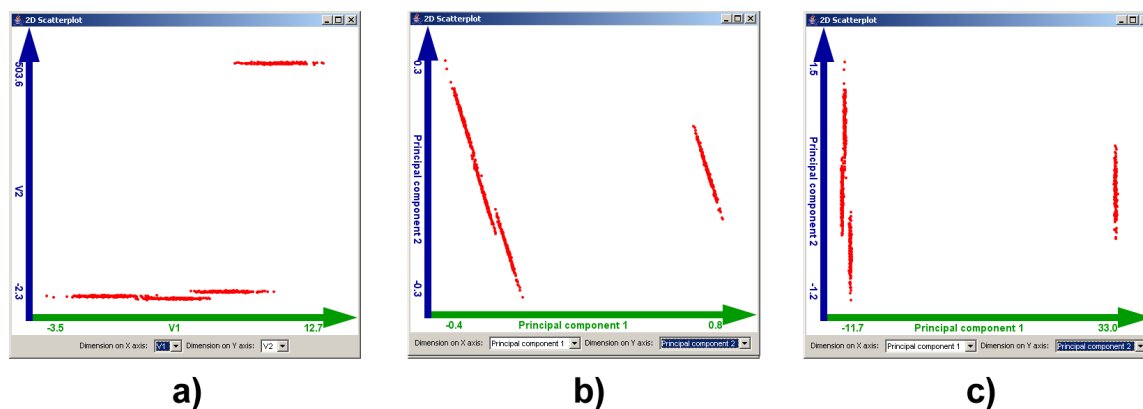 2D Scatterplot
503.6
V2
-2.3
-3.5 V1 12.7
Dimension on X axis: V1 Dimension on Y axis: V2
a)
2D Scatterplot
0.3
Principal component 2
-0.3
-0.4 Principal component 1 0.8
Dimension on X axis: Principal component 1 Dimension on Y axis: Principal component 2
b)
2D Scatterplot
1.5
Principal component 2
-1.2
-11.7 Principal component 1 33.0
Dimension on X axis: Principal component 1 Dimension on Y axis: Principal component 2
c)